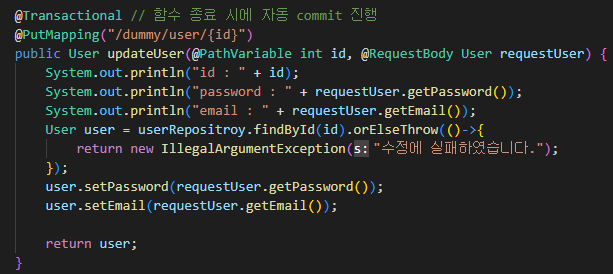 @Transactional // 함수 종료 시에 자동 commit 진행
@PutMapping("/dummy/user/{id}")
public User updateUser(@PathVariable int id, @RequestBody User requestUser) {
System.out.println("id : " + id);
System.out.println("password : " + requestUser.getPassword());
System.out.println("email : " + requestUser.getEmail());
User user = userRepositroy.findById(id).orElseThrow(()->{
return new IllegalArgumentException(s: "수정에 실패하였습니다.");
});
user.setPassword(requestUser.getPassword());
user.setEmail(requestUser.getEmail());
return user;
}